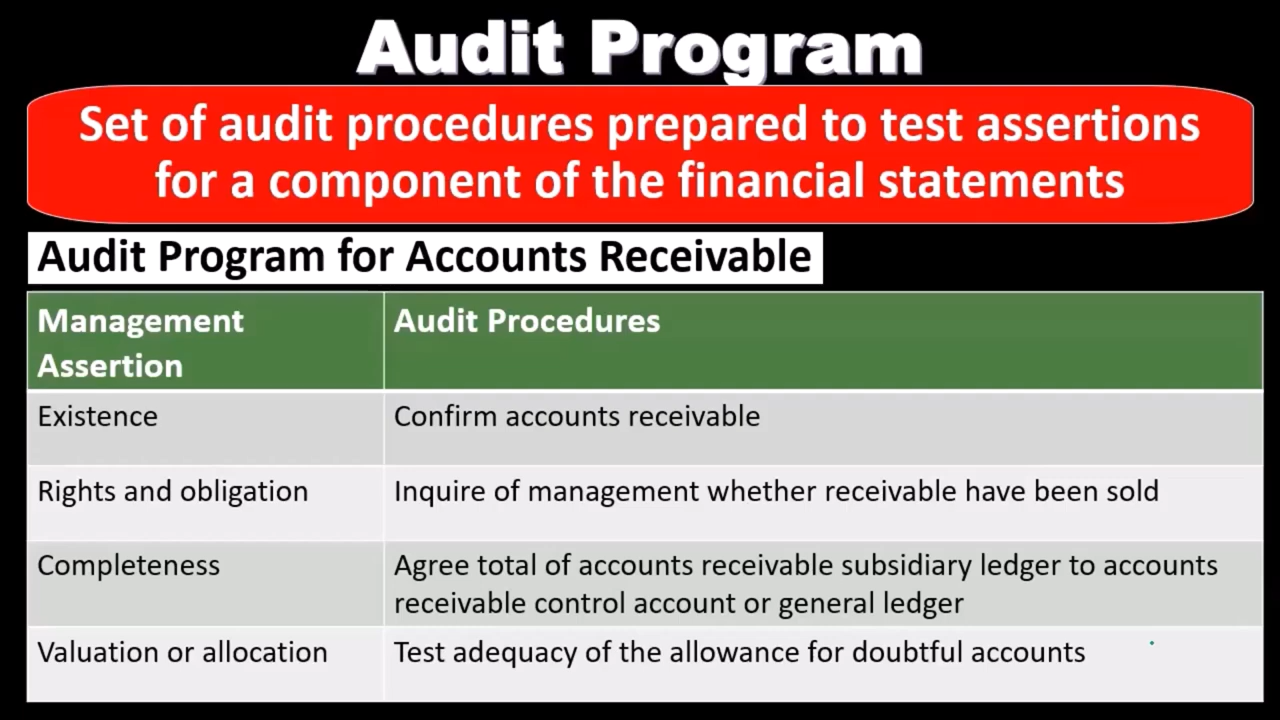 Audit Program
Set of audit procedures prepared to test assertions
for a component of the financial statements
Audit Program for Accounts Receivable
Management
Assertion
Audit Procedures
Existence
Confirm accounts receivable
Rights and obligation
Inquire of management whether receivable have been sold
Completeness
Agree total of accounts receivable subsidiary ledger to accounts
receivable control account or general ledger
Valuation or allocation
Test adequacy of the allowance for doubtful accounts